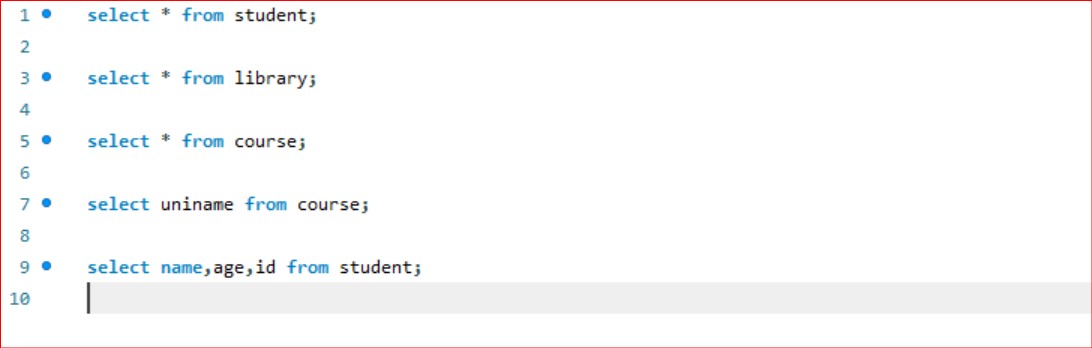 1 select * from student;
2
3 select * from library;
4
5 select * from course;
6
7 select uniname from course;
8
9 select name,age,id from student;
10